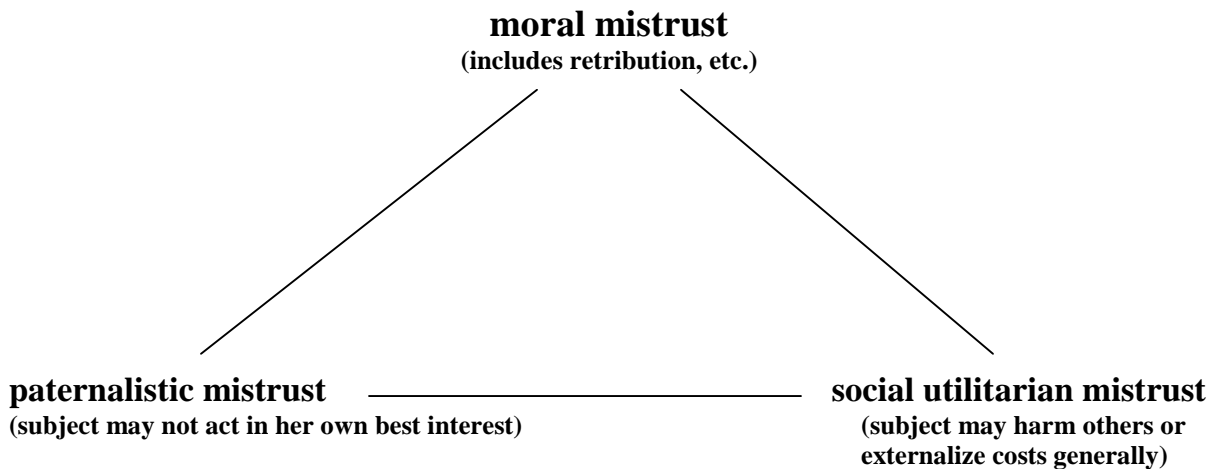 moral mistrust
(includes retribution, etc.)
paternalistic mistrust
(subject may not act in her own best interest)
social utilitarian mistrust
(subject may harm others or
externalize costs generally)